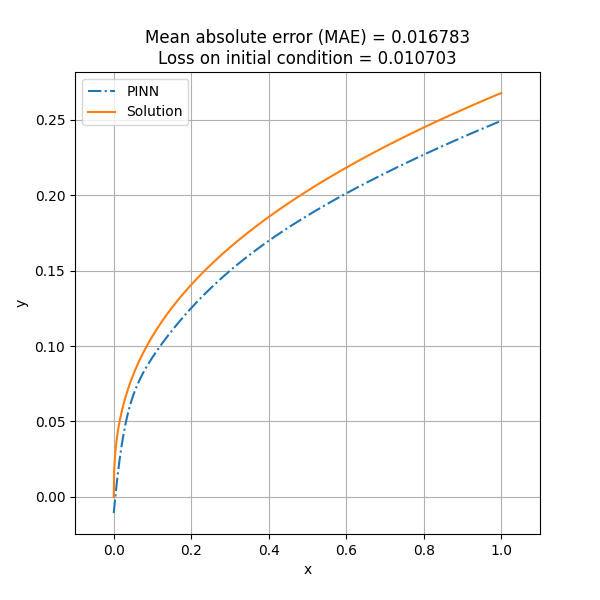 Mean absolute error (MAE) = 0.016783
Loss on initial condition = 0.010703
PINN
Solution
0.25
0.20
0.15
0.10
0.05
0.00
y
0.0 0.2 0.4 0.6 0.8 1.0
x